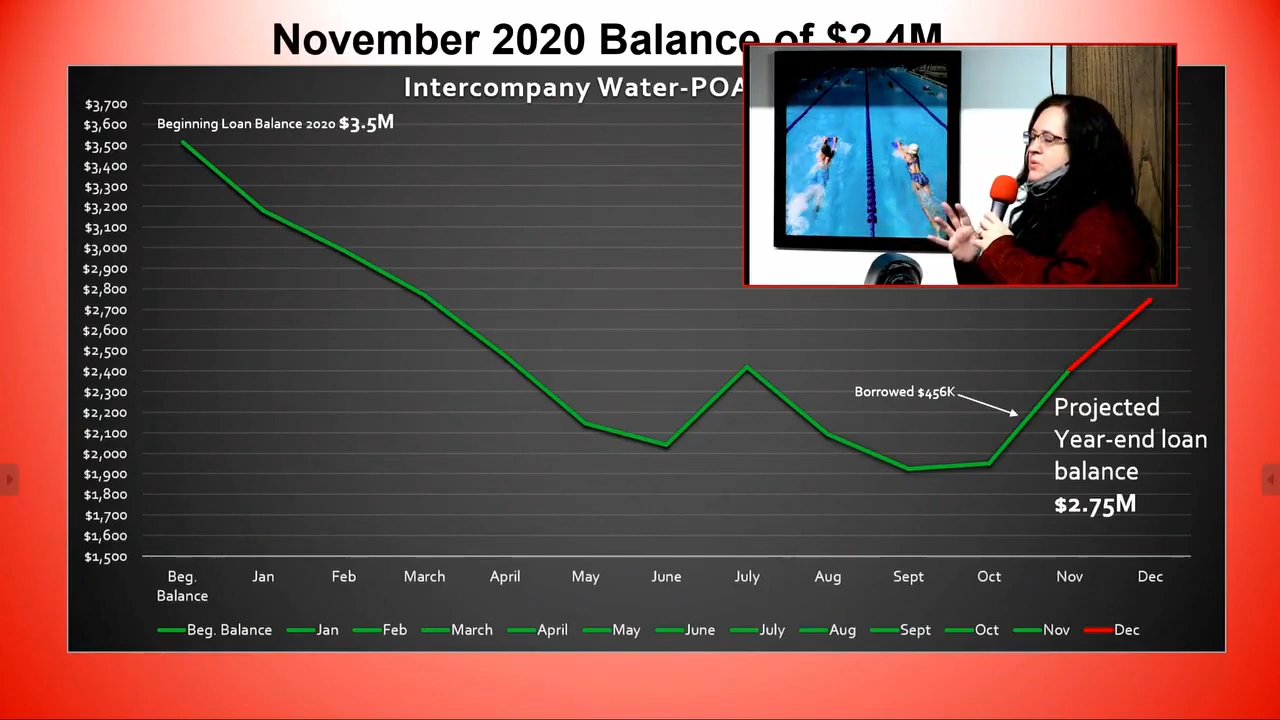 November 2020 Balance of $2.4M
Intercompany Water-POA
$3,700
$3,600
$3,500
$3,400
$3,300
$3,200
$3,100
$3,000
$2,900
$2,800
$2,700
$2,600
$2,500
$2,400
$2,300
$2,200
$2,100
$2,000
$1,900
$1,800
$1,700
$1,600
$1,500
Beginning Loan Balance 2020 $3.5M
Borrowed $456K
Projected
Year-end loan
balance
$2.75M
Beg. Jan Feb March April May June July Aug Sept Oct Nov Dec
Balance
Beg. Balance Jan Feb March April May June July Aug Sept Oct Nov Dec